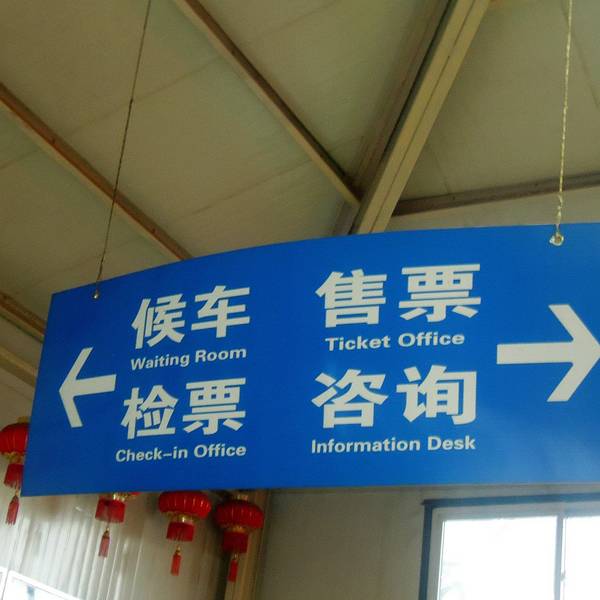 候车
Waiting Room
检票
Check-in Office
售票
Ticket Office
咨询
Information Desk